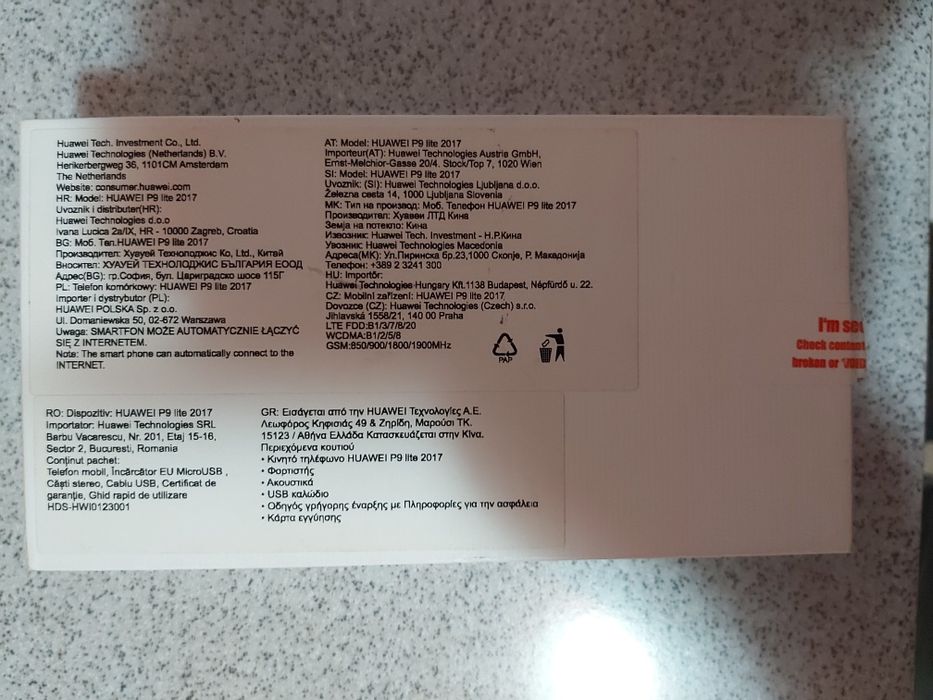 Huawei Tech. Investment Co., Ltd.
Huawei Technologies (Netherlands) B.V.
Herikerbergweg 36, 1101CM Amsterdam
The Netherlands
Website: consumer.huawei.com
HR: Model: HUAWEI P9 lite 2017
Uvoznik i distributer(HR):
Huawei Technologies d.o.o
Ivana Lucica 2a/IX, HR - 10000 Zagreb, Croatia
BG: Моб. Тел.HUAWEI P9 lite 2017
Производител: Хуауей Технолоджис Ко, Ltd., Китай
Вносител: ХУАУЕЙ ТЕХНОЛОДЖИС БЪЛГАРИЯ ЕООД
Адрес(BG): гр.София, бул. Цариградско шосе 115Г
PL: Telefon komórkowy: HUAWEI P9 lite 2017
Importer i dystrybutor (PL):
HUAWEI POLSKA Sp. z o.o.
Ul. Domaniewska 50, 02-672 Warszawa
Uwaga: SMARTFON MOŻE AUTOMATYCZNIE ŁĄCZYĆ
SIĘ Z INTERNETEM.
Note: The smart phone can automatically connect to the
INTERNET.
AT: Model: HUAWEI P9 lite 2017
Importeur(AT): Huawei Technologies Austria GmbH,
Ernst-Melchior-Gasse 20/4. Stock/Top 7, 1020 Wien
SI: Model: HUAWEI P9 lite 2017
Uvoznik: (SI): Huawei Technologies Ljubljana d.o.o.
Železna cesta 14, 1000 Ljubljana Slovenia
МК: Тип на производ: Моб. Телефон HUAWEI P9 lite 2017
Производител: Хуавеи ЛТД Кина
Земја на потекло: Кина
Извозник: Huawei Tech. Investment - Н.Р.Кина
Увозник: Huawei Technologies Macedonia
Адреса(МК): Ул.Пиринска бр.23,1000 Скопје, Р. Македонија
Телефон: +389 2 3241 300
HU: Importőr:
Huawei Technologies Hungary Kft.1138 Budapest, Népfürdő u. 22.
CZ: Mobilní zařízení: HUAWEI P9 lite 2017
Dovozce (CZ): Huawei Technologies (Czech) s.r.o.
Jihlavská 1558/21, 140 00 Praha
LTE FDD:B1/3/7/8/20
WCDMA:B1/2/5/8
GSM:850/900/1800/1900MHz
PAP
I'm
Check
broken or
RO: Dispozitiv: HUAWEI P9 lite 2017
Importator: Huawei Technologies SRL
Barbu Vacarescu, Nr. 201, Etaj 15-16,
Sector 2, Bucuresti, Romania
Conținut pachet:
Telefon mobil, Încărcător EU MicroUSB ,
Căști stereo, Cablu USB, Certificat de
garanție, Ghid rapid de utilizare
HDS-HWI0123001
GR: Εισάγεται από την HUAWEI Τεχνολογίες Α.Ε.
Λεωφόρος Κηφισιάς 49 & Ζηρίδη, Μαρούσι ΤΚ.
15123 / Αθήνα Ελλάδα Κατασκευάζεται στην Κίνα.
Περιεχόμενα κουτιού
• Κινητό τηλέφωνο HUAWEI P9 lite 2017
• Φορτιστής
• Ακουστικά
• USB καλώδιο
• Οδηγός γρήγορης έναρξης με Πληροφορίες για την ασφάλεια
• Κάρτα εγγύησης